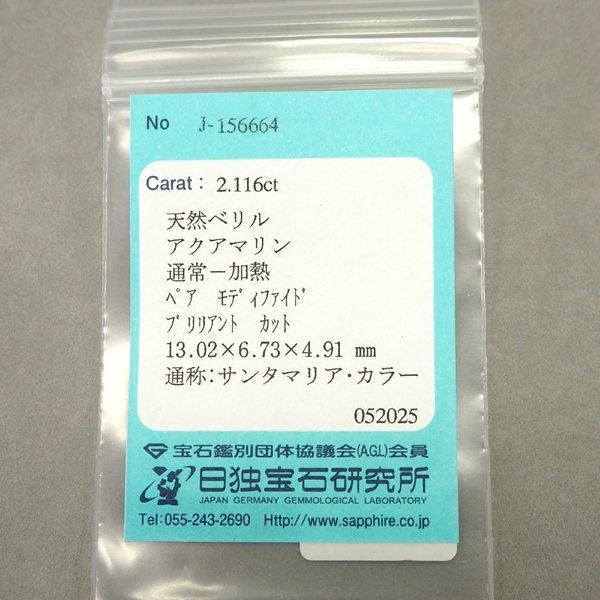 No J-156664
Carat: 2.116ct
天然ベリル
アクアマリン
通常－加熱
ﾍﾟｱ ﾓﾃﾞｨﾌｧｲﾄﾞ
ﾌﾞﾘﾘｱﾝﾄ ｶｯﾄ
13.02×6.73×4.91 mm
通称：サンタマリア・カラー
052025
宝石鑑別団体協議会(A.G.L)会員
日独宝石研究所
JAPAN GERMANY GEMMOLOGICAL LABORATORY
Tel:055-243-2690 Http://www.sapphire.co.jp